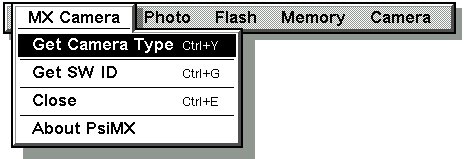 MX Camera Photo Flash Memory Camera
Get Camera Type Ctrl+Y
Get SW ID Ctrl+G
Close Ctrl+E
About PsiMX